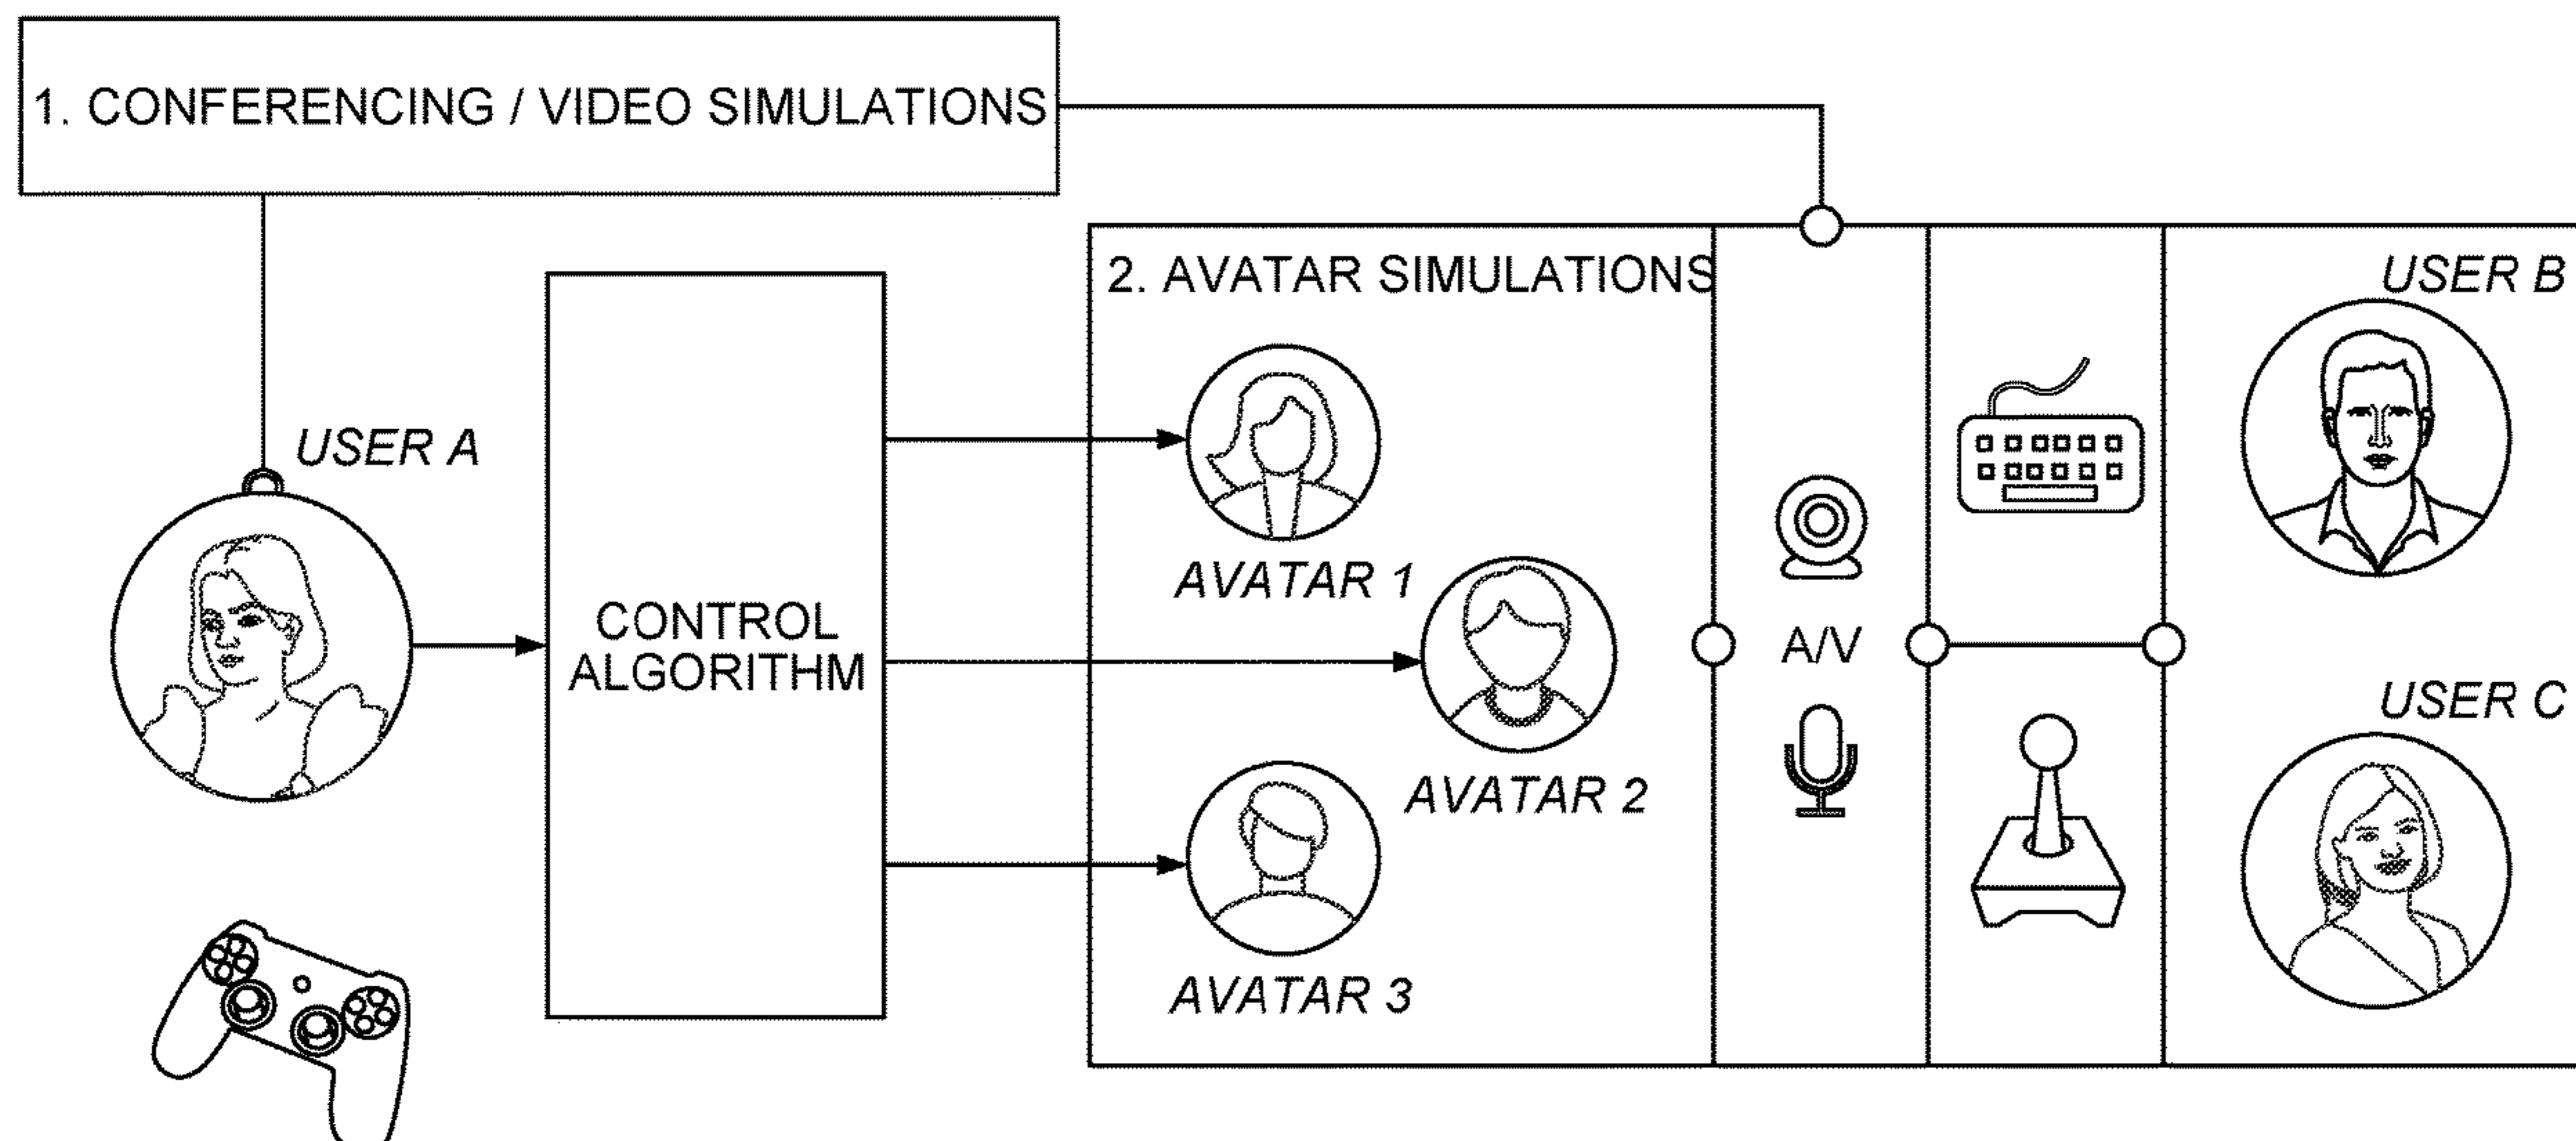 1. CONFERENCING / VIDEO SIMULATIONS
2. AVATAR SIMULATIONS
USER B
USER A
AVATAR 1
CONTROL
ALGORITHM
A/V
USER C
AVATAR 2
AVATAR 3